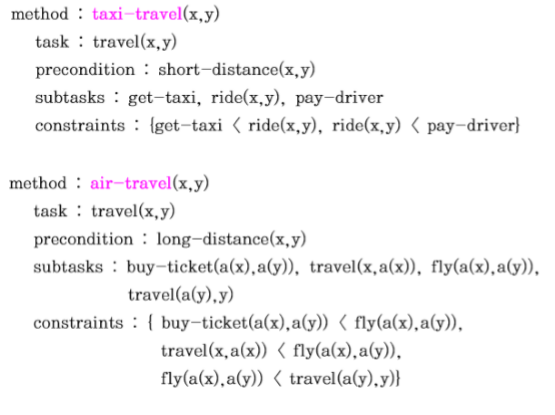 method : taxi-travel(x,y)
task : travel(x,y)
precondition : short-distance(x,y)
subtasks : get-taxi, ride(x,y), pay-driver
constraints : {get-taxi < ride(x,y), ride(x,y) < pay-driver}
method : air-travel(x,y)
task : travel(x,y)
precondition : long-distance(x,y)
subtasks : buy-ticket(a(x),a(y)), travel(x,a(x)), fly(a(x),a(y)),
travel(a(y),y)
constraints : { buy-ticket(a(x),a(y)) < fly(a(x),a(y)),
travel(x,a(x)) < fly(a(x),a(y)),
fly(a(x),a(y)) < travel(a(y),y)}